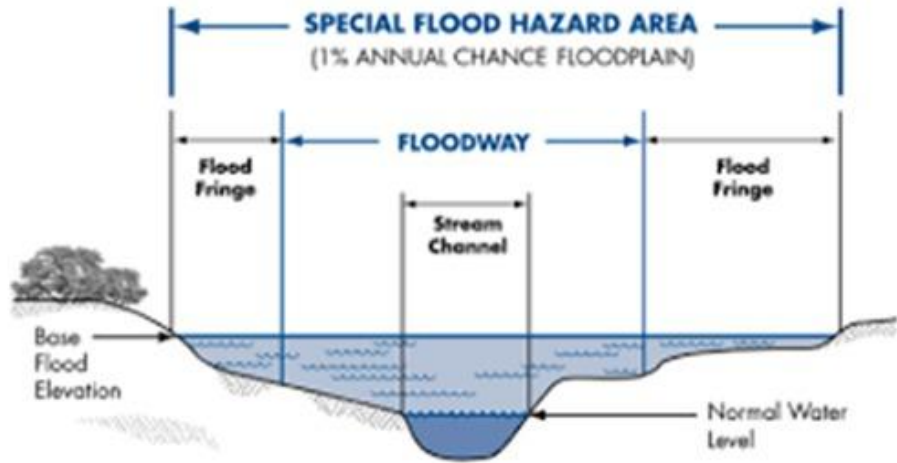 SPECIAL FLOOD HAZARD AREA
(1% ANNUAL CHANCE FLOODPLAIN)
FLOODWAY
Flood
Fringe
Flood
Fringe
Stream
Channel
Base
Flood
Elevation
Normal Water
Level